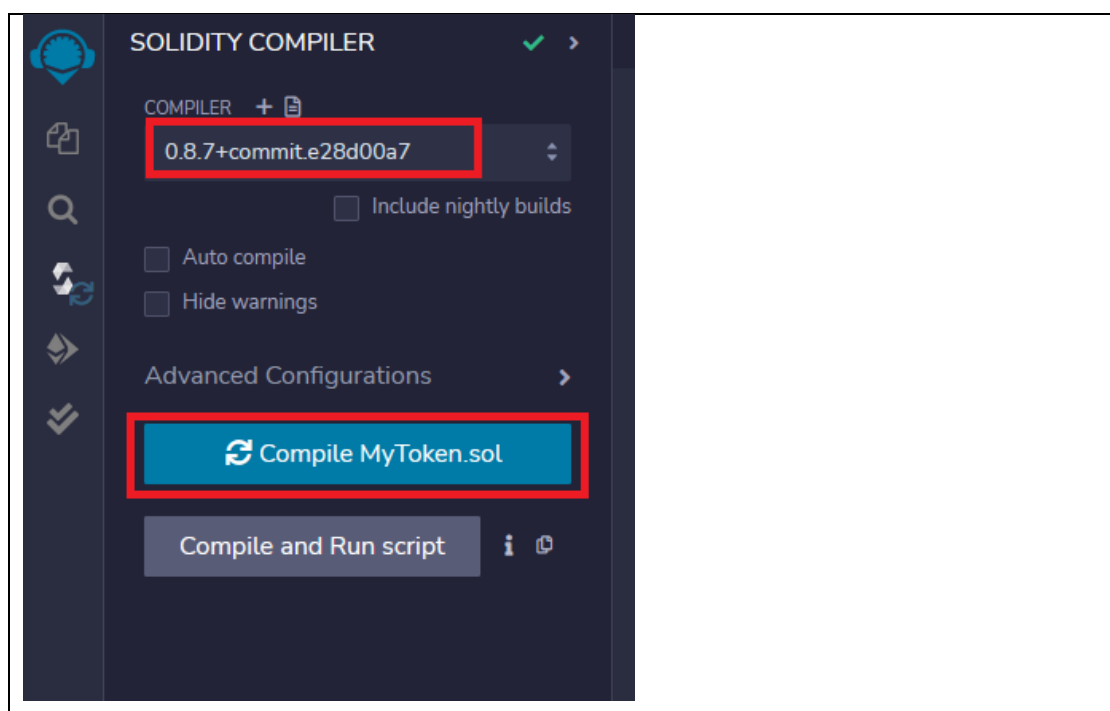 SOLIDITY COMPILER
COMPILER
0.8.7+commit.e28d00a7
Include nightly builds
Auto compile
Hide warnings
Advanced Configurations
Compile MyToken.sol
Compile and Run script